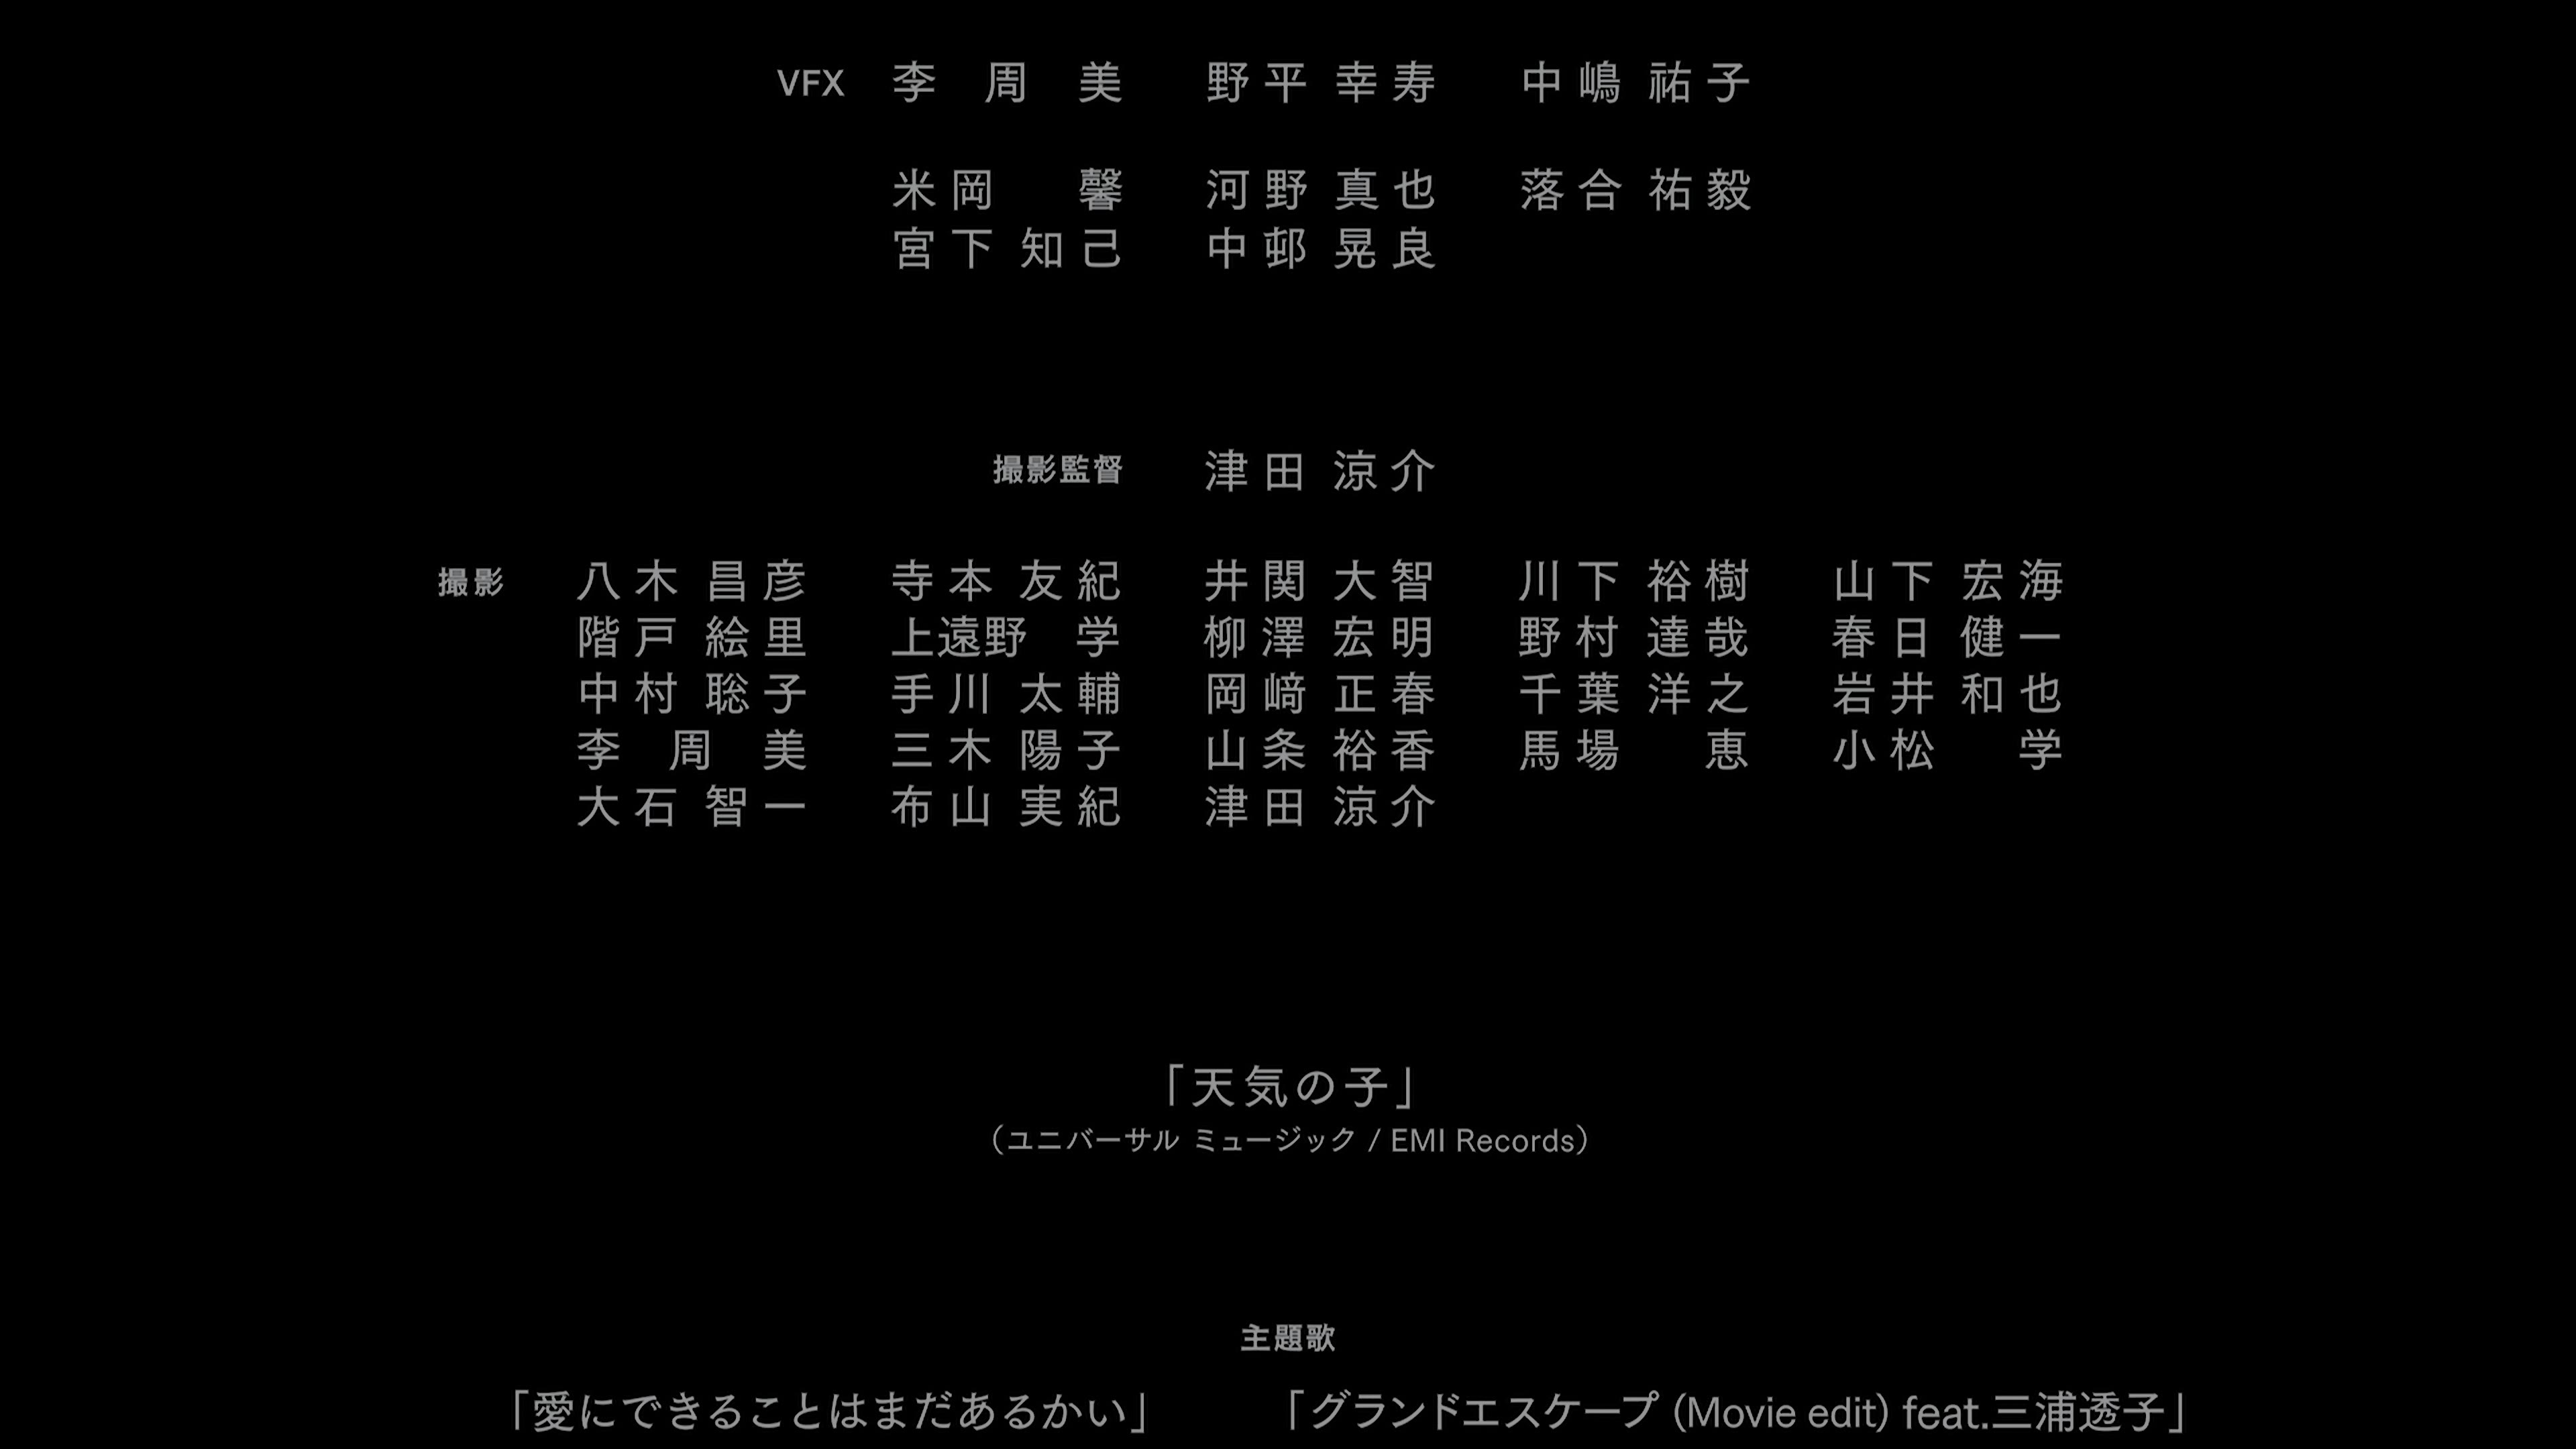 VFX 李 周 美 野平 幸寿 中嶋 祐子
米岡 馨 河野 真也 落合 祐毅
宮下 知己 中邨 晃良
撮影監督 津田 涼介
撮影 八木 昌彦 寺本 友紀 井関 大智 川下 裕樹 山下 宏海
階戸 絵里 上遠野 学 柳澤 宏明 野村 達哉 春日 健一
中村 聡子 手川 太輔 岡﨑 正春 千葉 洋之 岩井 和也
李 周 美 三木 陽子 山条 裕香 馬場 恵 小松 学
大石 智一 布山 実紀 津田 涼介
「天気の子」
（ユニバーサル ミュージック / EMI Records）
主題歌
「愛にできることはまだあるかい」 「グランドエスケープ (Movie edit) feat.三浦透子」